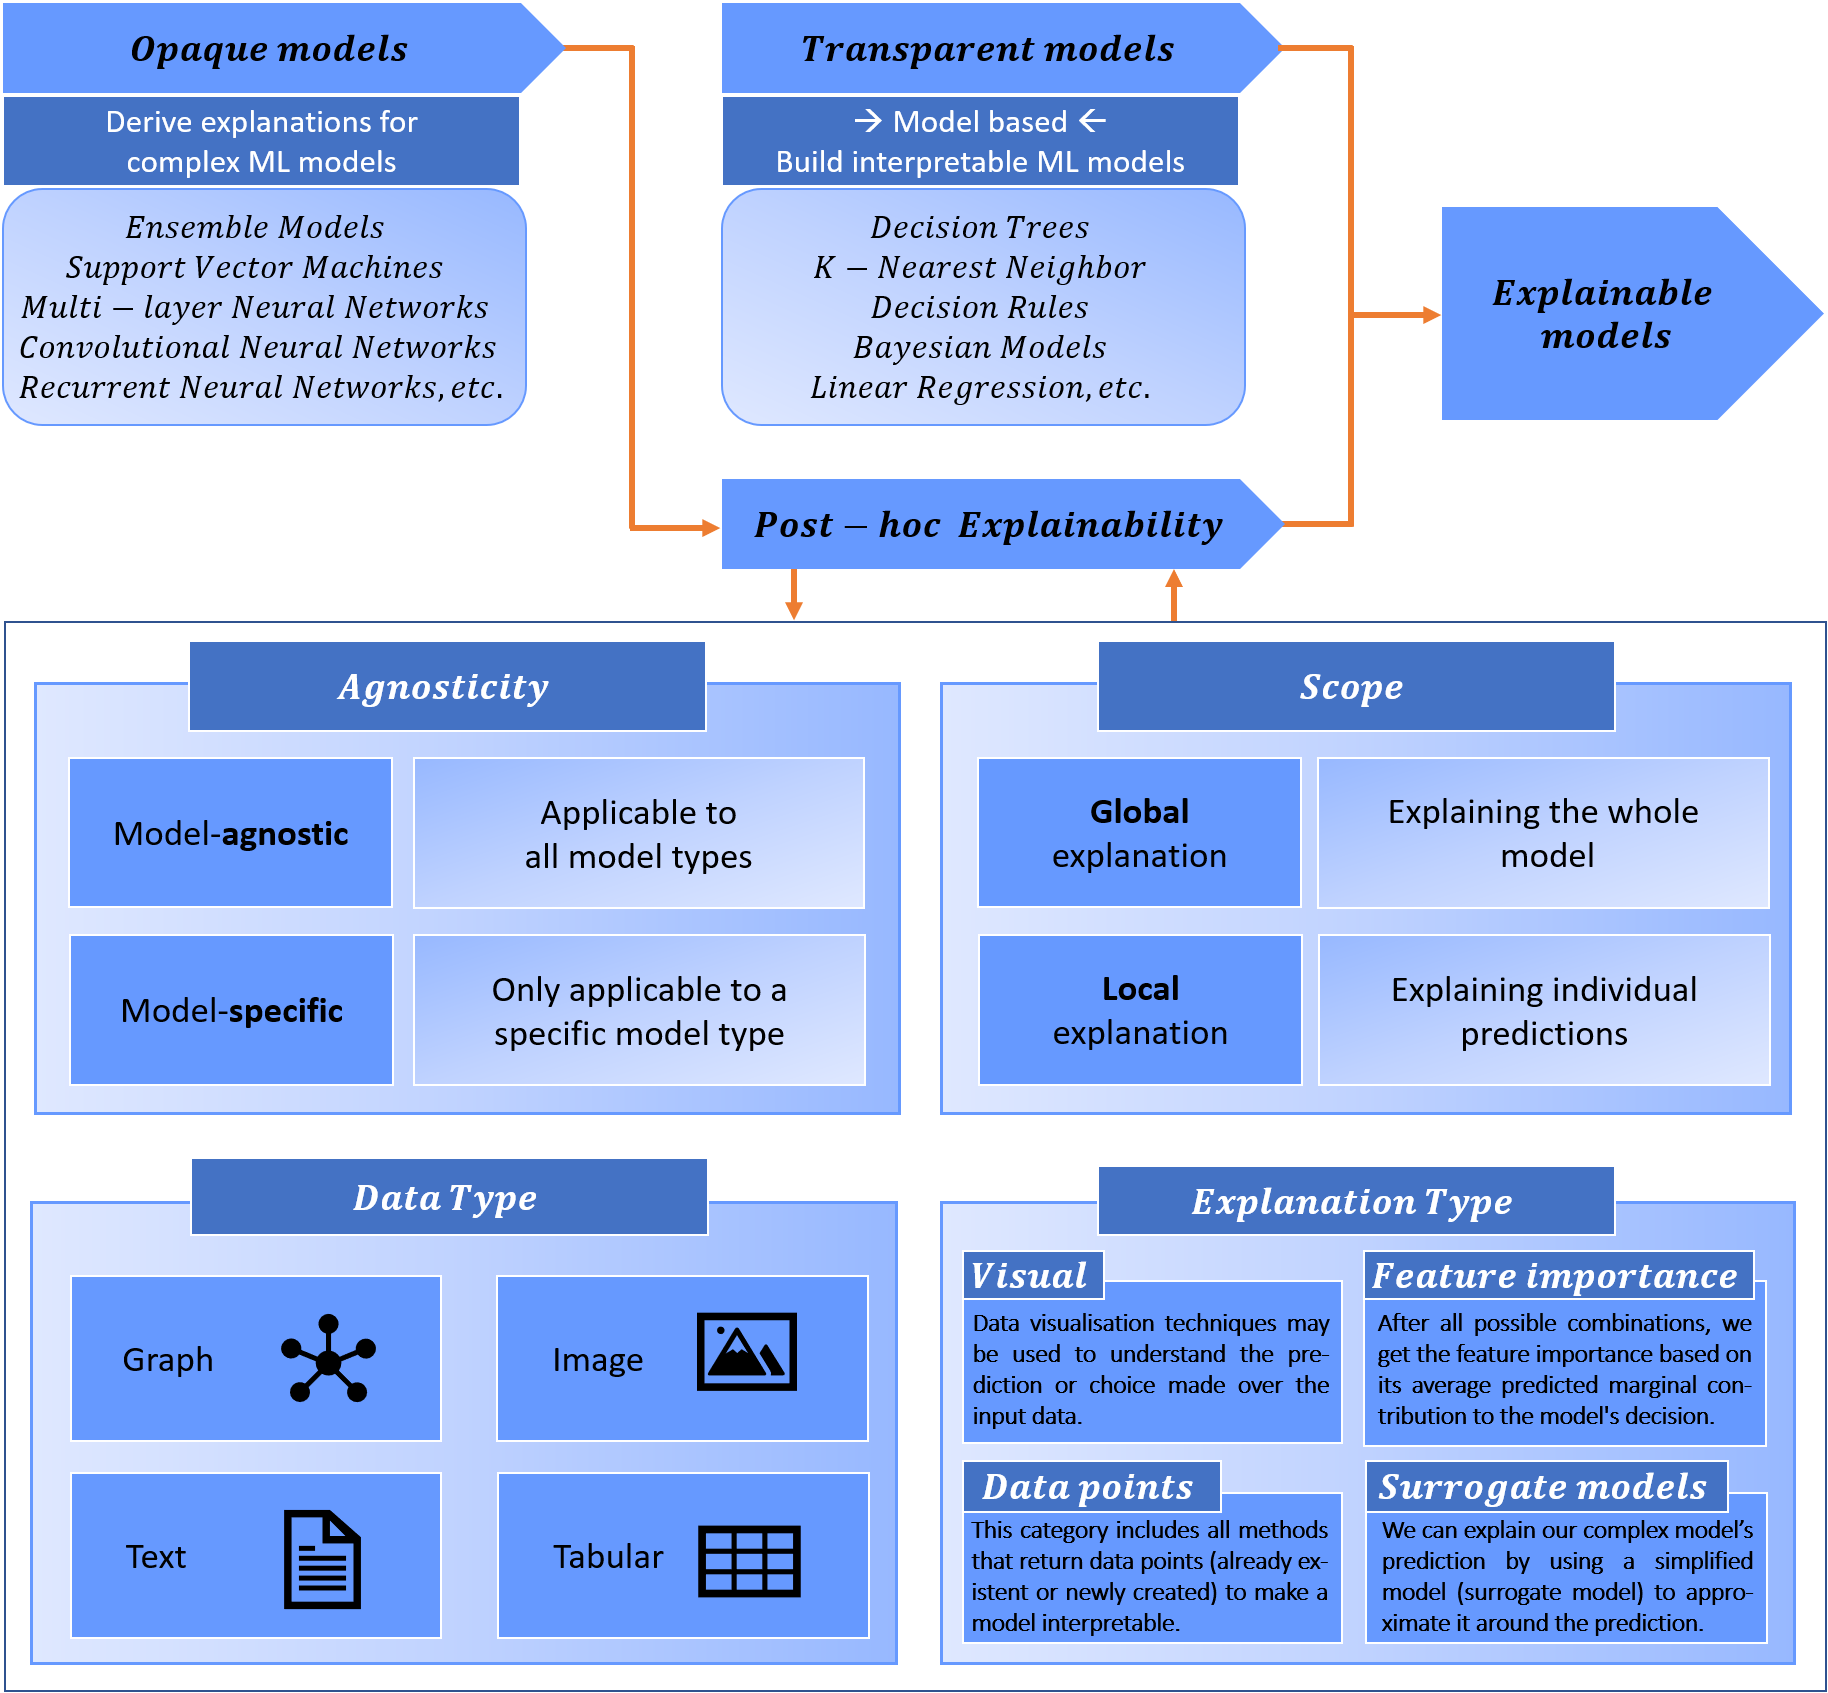 Opaque models
Derive explanations for
complex ML models
Ensemble Models
Support Vector Machines
Multi − layer Neural Networks
Convolutional Neural Networks
Recurrent Neural Networks, etc.
Transparent models
→ Model based ←
Build interpretable ML models
Decision Trees
K − Nearest Neighbor
Decision Rules
Bayesian Models
Linear Regression, etc.
Explainable
models
Post − hoc Explainability
Agnosticity
Model-agnostic
Applicable to
all model types
Model-specific
Only applicable to a
specific model type
Scope
Global
explanation
Explaining the whole
model
Local
explanation
Explaining individual
predictions
Data Type
Graph
Image
Text
Tabular
Explanation Type
Visual
Data visualisation techniques may
be used to understand the pre-
diction or choice made over the
input data.
Feature importance
After all possible combinations, we
get the feature importance based on
its average predicted marginal con-
tribution to the model's decision.
Data points
This category includes all methods
that return data points (already ex-
istent or newly created) to make a
model interpretable.
Surrogate models
We can explain our complex model’s
prediction by using a simplified
model (surrogate model) to appro-
ximate it around the prediction.